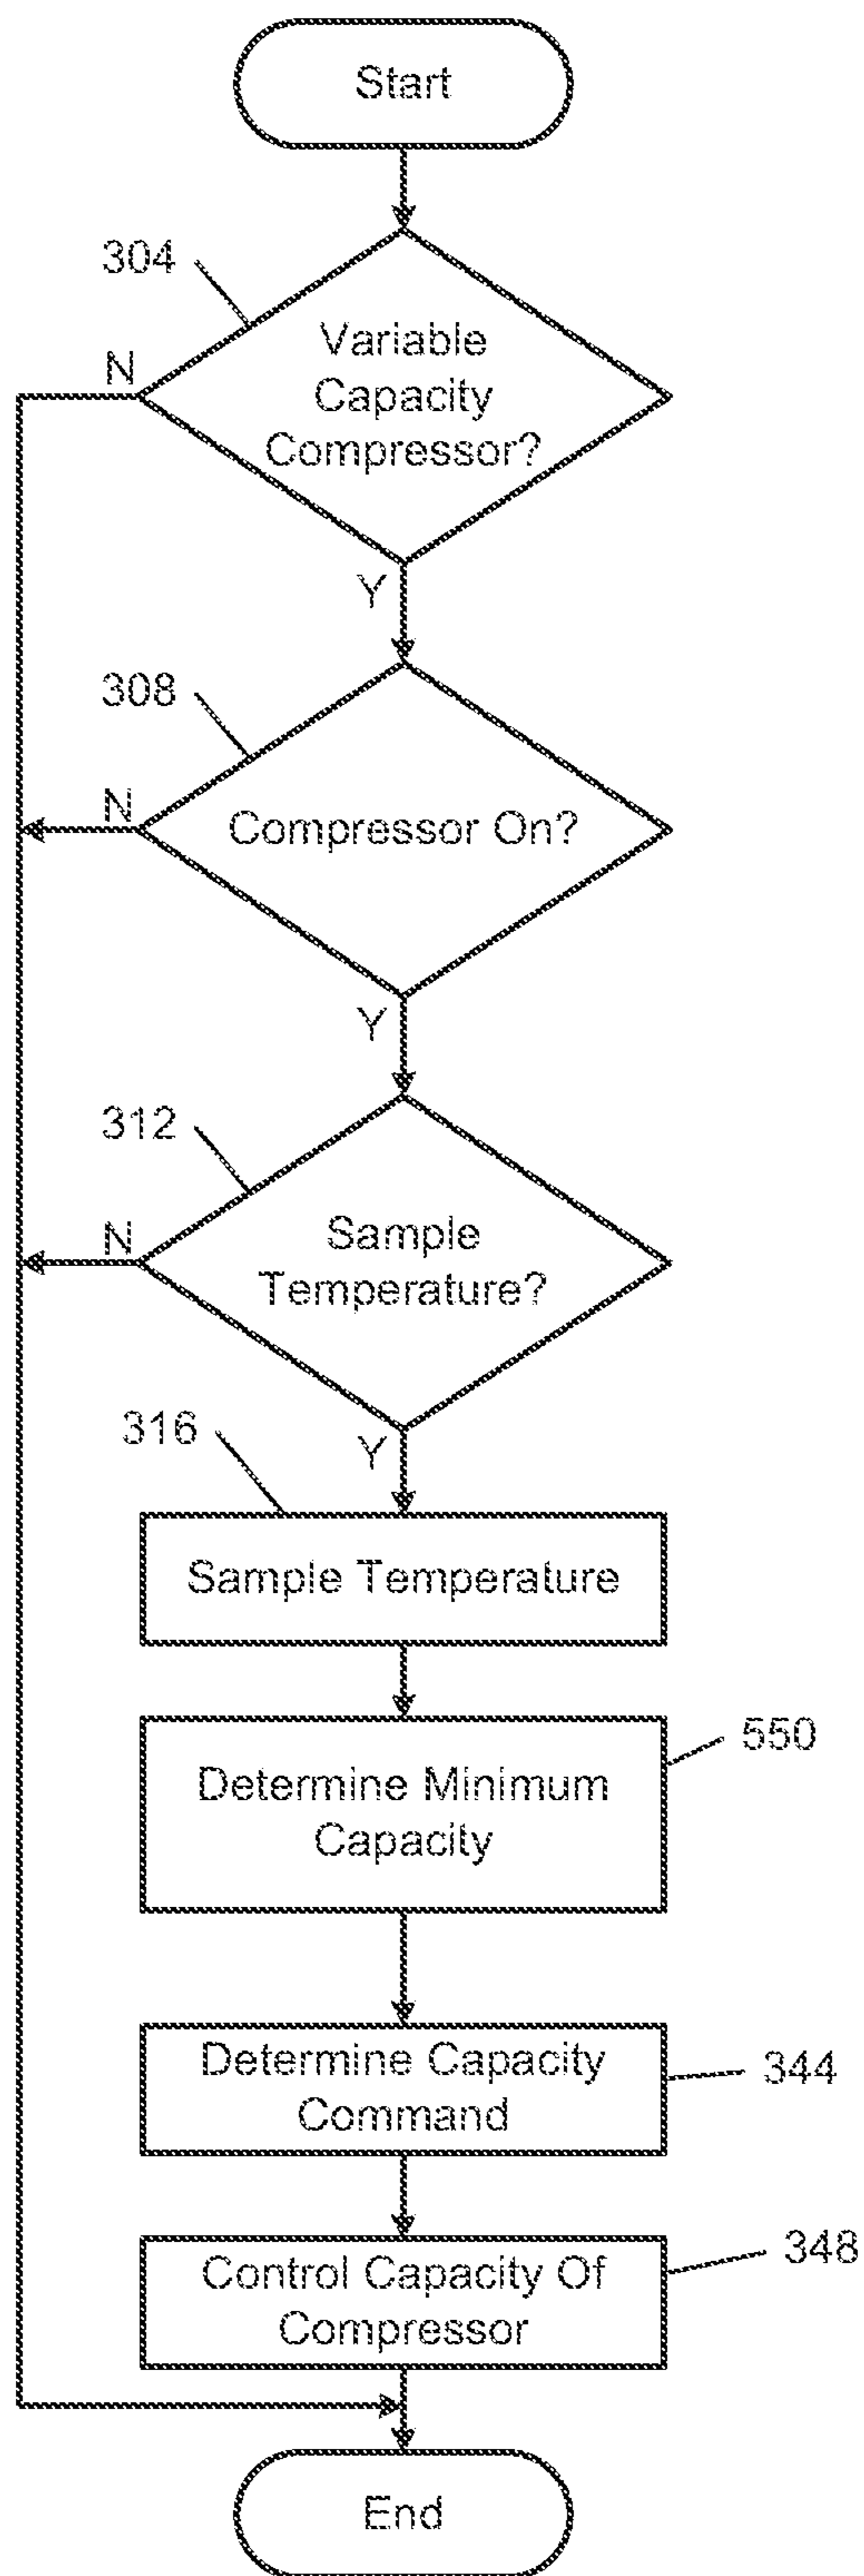 Start
304
N
Variable
Capacity
Compressor?
Y
308
N
Compressor On?
Y
312
N
Sample
Temperature?
316
Y
Sample Temperature
550
Determine Minimum
Capacity
Determine Capacity
Command
344
348
Control Capacity Of
Compressor
End